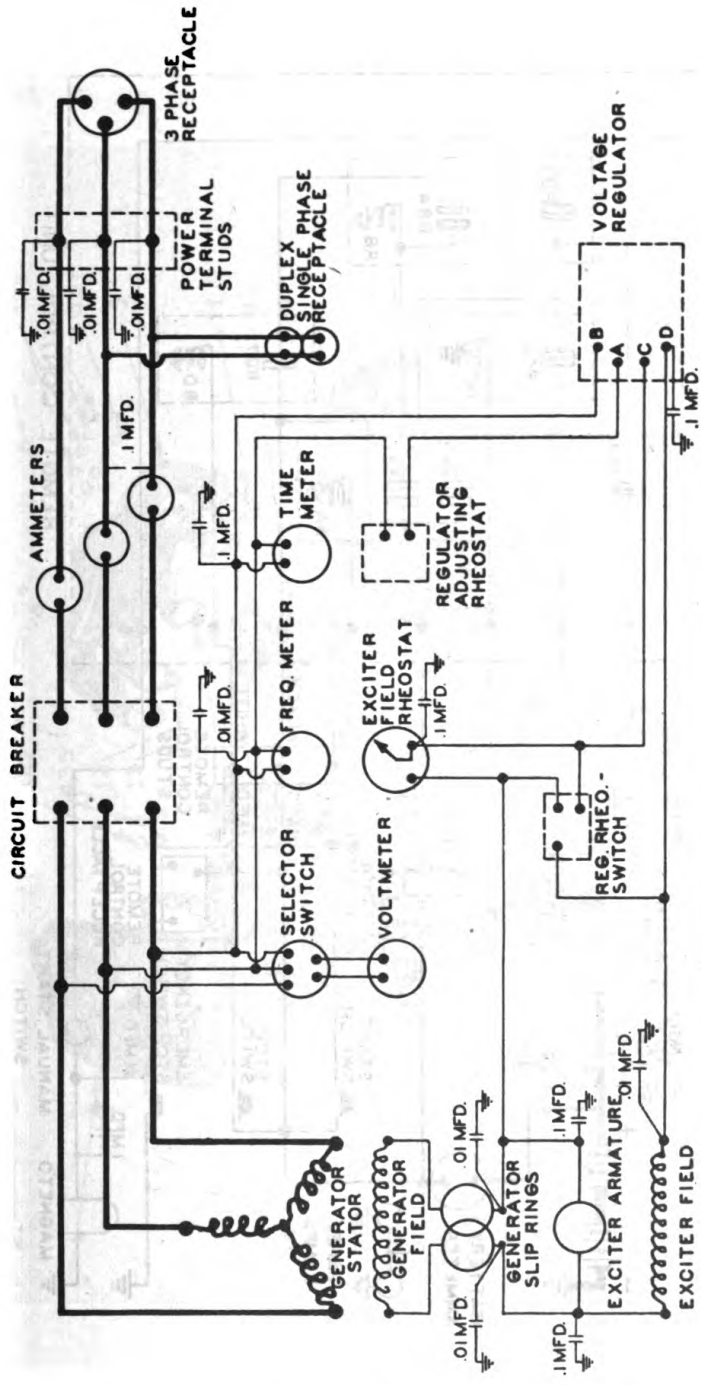 CIRCUIT BREAKER
AMMETERS
3 PHASE
RECEPTACLE
.01 MFD.
.01 MFD.
.01 MFD.
POWER
TERMINAL
STUDS
.1 MFD.
DUPLEX
SINGLE PHASE
RECEPTACLE
SELECTOR
SWITCH
.01 MFD.
FREQ. METER
.1 MFD.
TIME
METER
VOLTMETER
EXCITER
FIELD
RHEOSTAT
.1 MFD.
REGULATOR
ADJUSTING
RHEOSTAT
VOLTAGE
REGULATOR
B
A
C
D
.1 MFD.
REG. RHEO.-
SWITCH
GENERATOR
STATOR
GENERATOR
FIELD
.01 MFD.
.01 MFD.
GENERATOR
SLIP RINGS
.1 MFD.
.1 MFD.
EXCITER ARMATURE
.01 MFD.
EXCITER FIELD